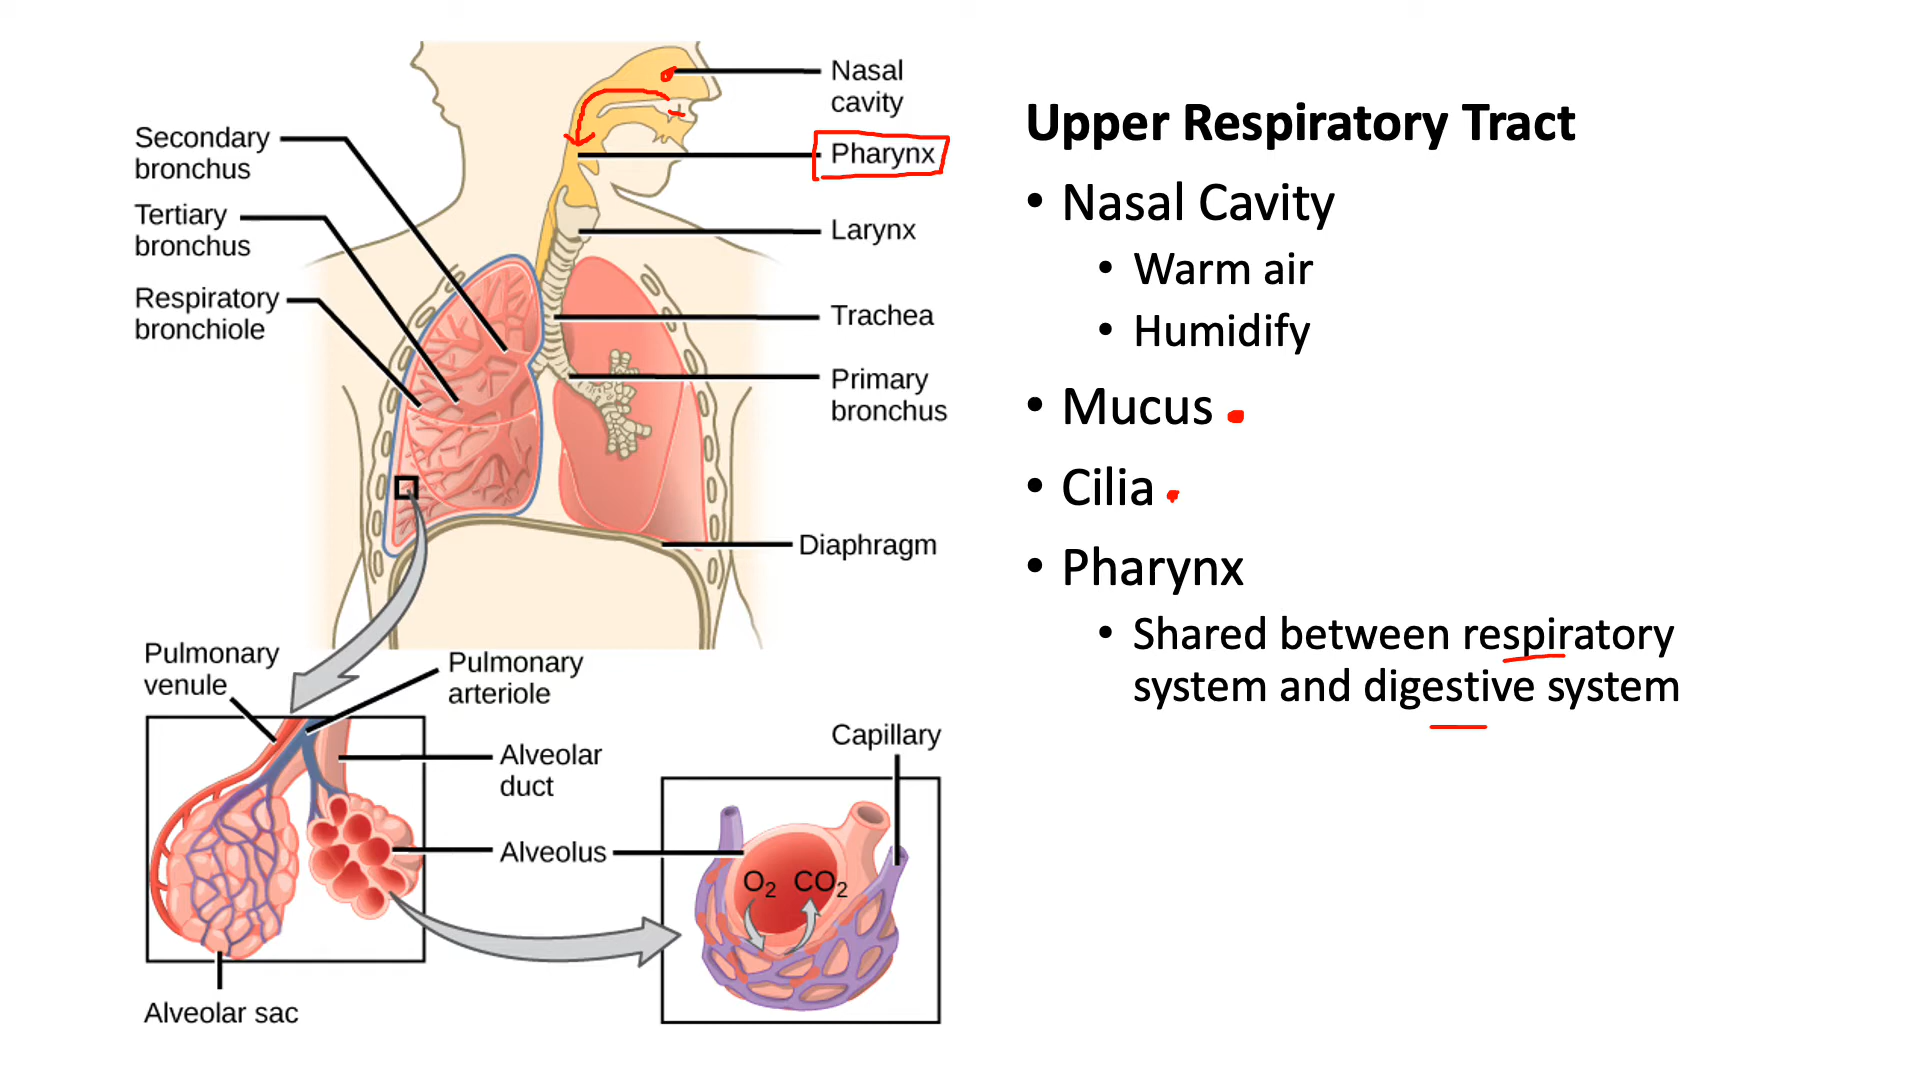 Nasal
cavity
Pharynx
Larynx
Trachea
Primary
bronchus
Diaphragm
Secondary
bronchus
Tertiary
bronchus
Respiratory
bronchiole
Pulmonary
venule
Pulmonary
arteriole
Alveolar
duct
Alveolus
Alveolar sac
Capillary
O₂ CO₂
Upper Respiratory Tract
• Nasal Cavity
• Warm air
• Humidify
• Mucus
• Cilia
• Pharynx
• Shared between respiratory
system and digestive system